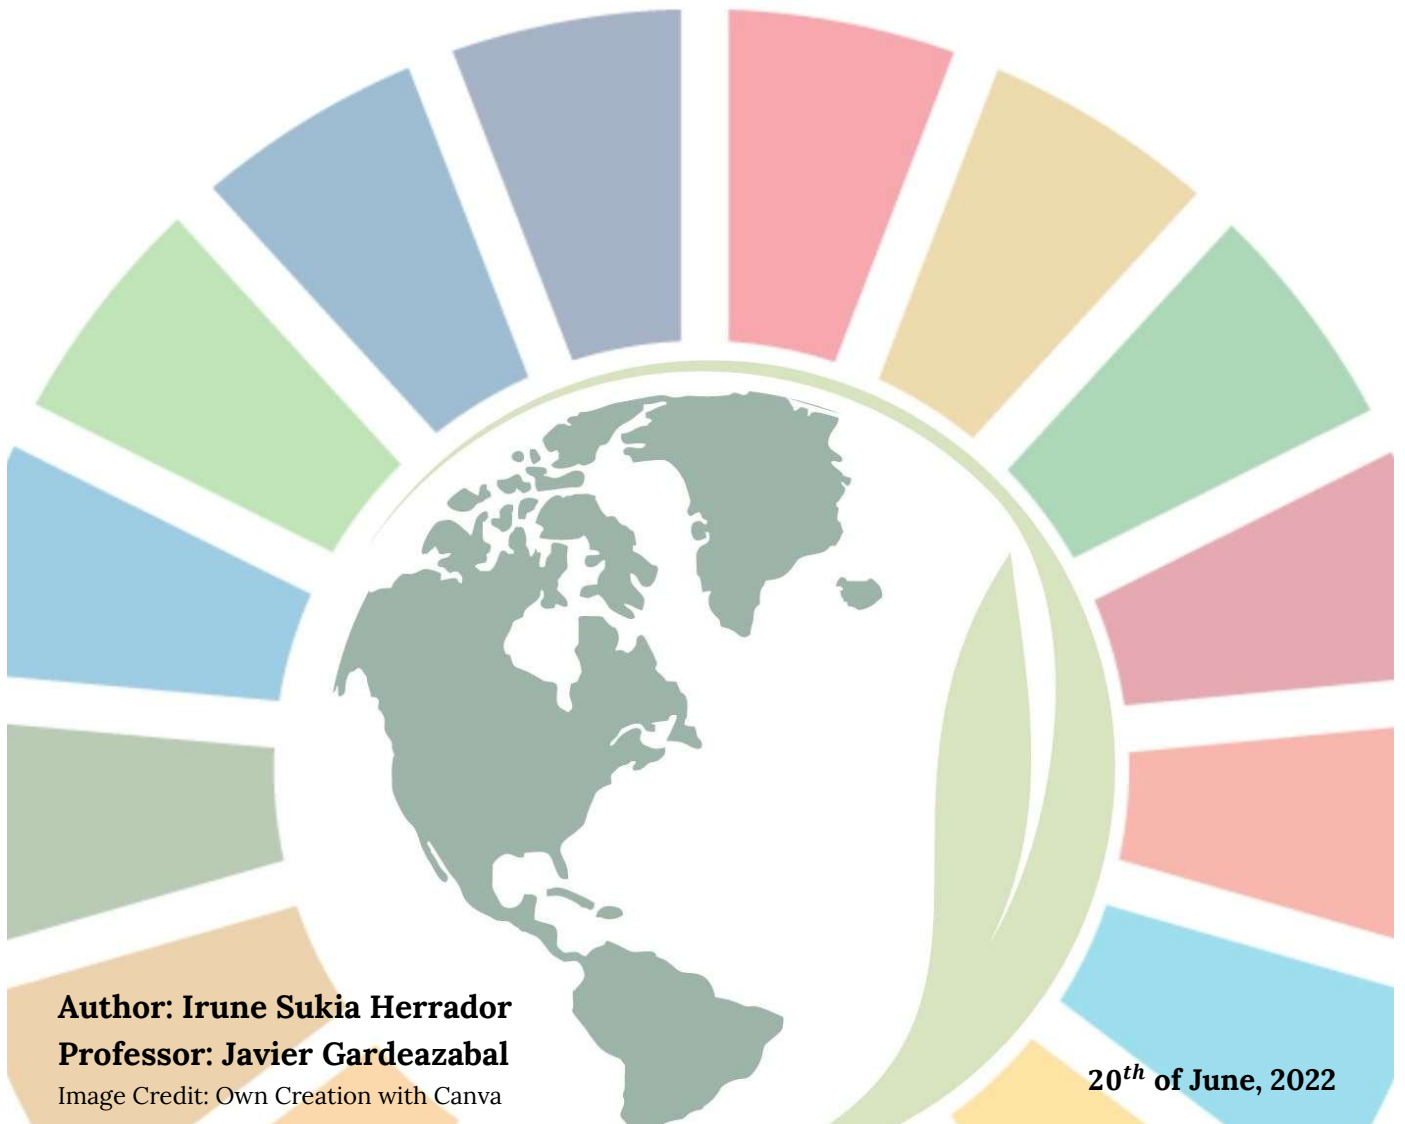 Author: Irune Sukia Herrador
Professor: Javier Gardeazabal
Image Credit: Own Creation with Canva
20th of June, 2022